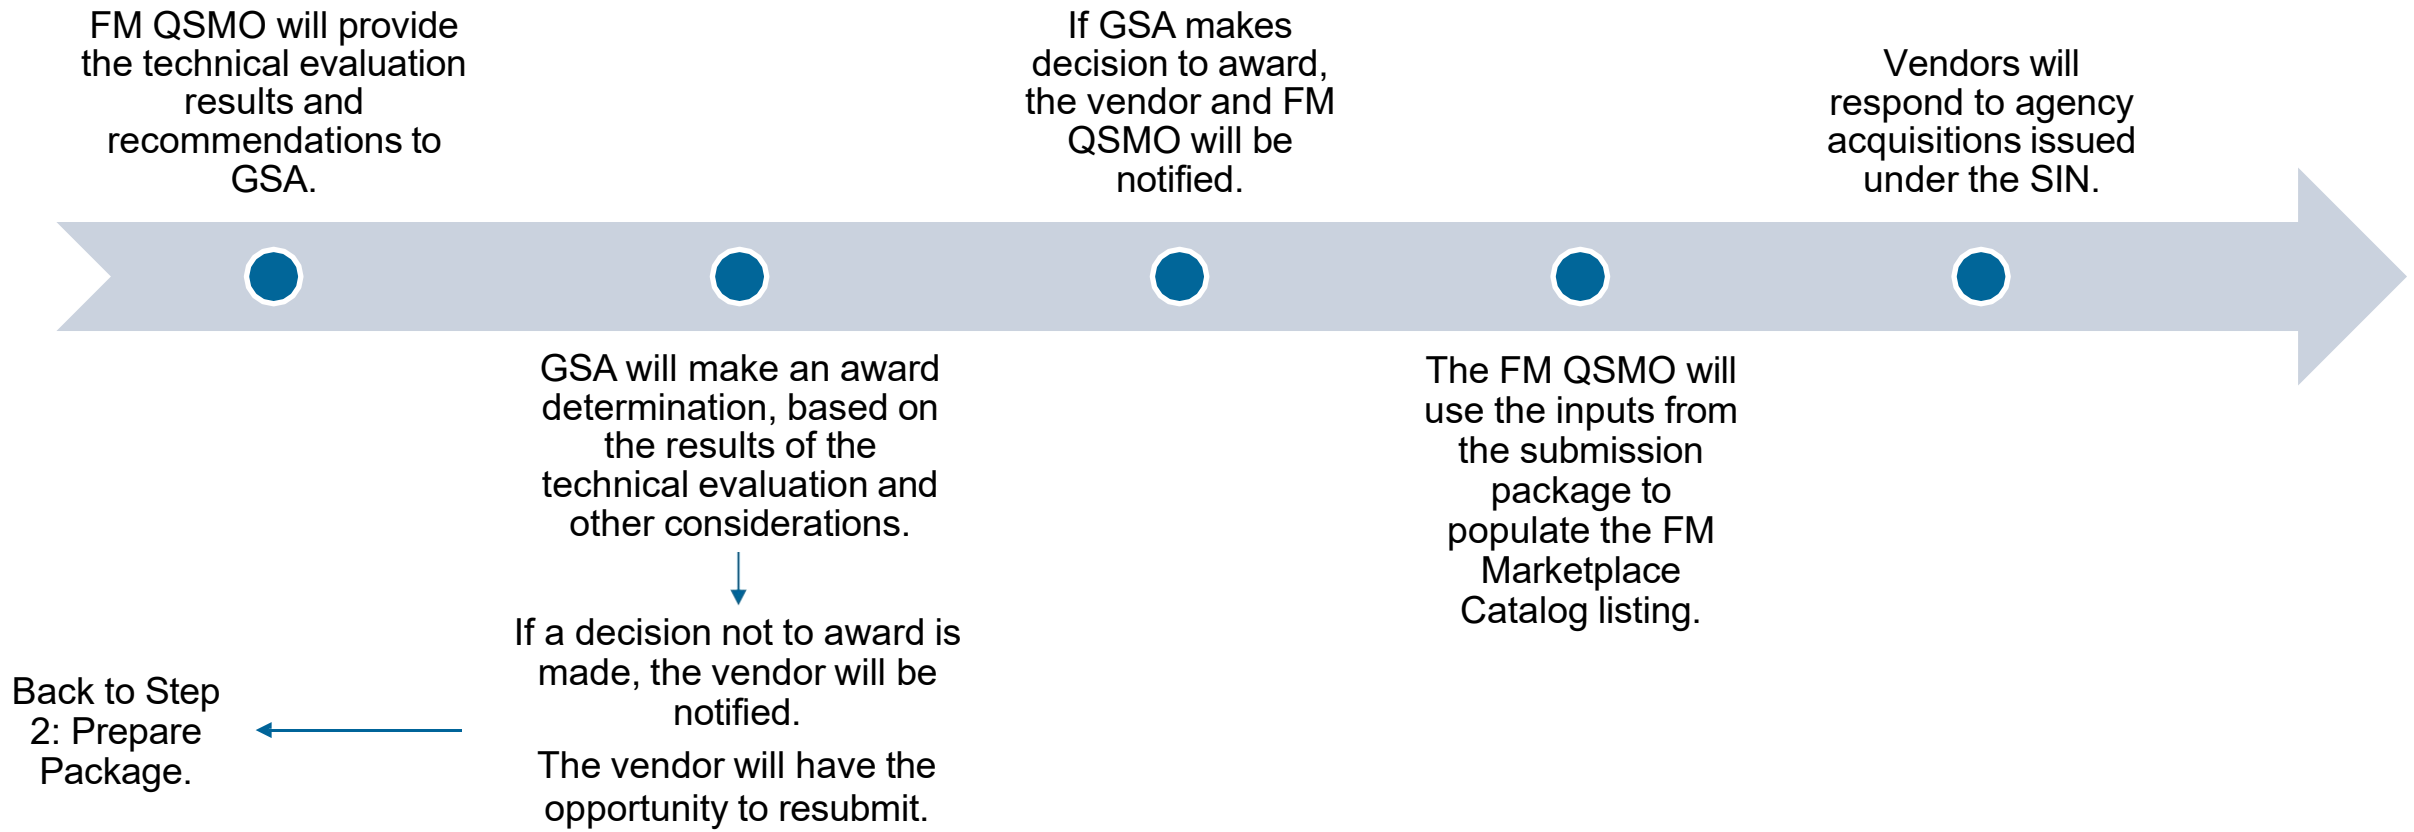 FM QSMO will provide
the technical evaluation
results and
recommendations to
GSA.
GSA will make an award
determination, based on
the results of the
technical evaluation and
other considerations.
If a decision not to award is
made, the vendor will be
notified.
The vendor will have the
opportunity to resubmit.
Back to Step
2: Prepare
Package.
If GSA makes
decision to award,
the vendor and FM
QSMO will be
notified.
The FM QSMO will
use the inputs from
the submission
package to
populate the FM
Marketplace
Catalog listing.
Vendors will
respond to agency
acquisitions issued
under the SIN.